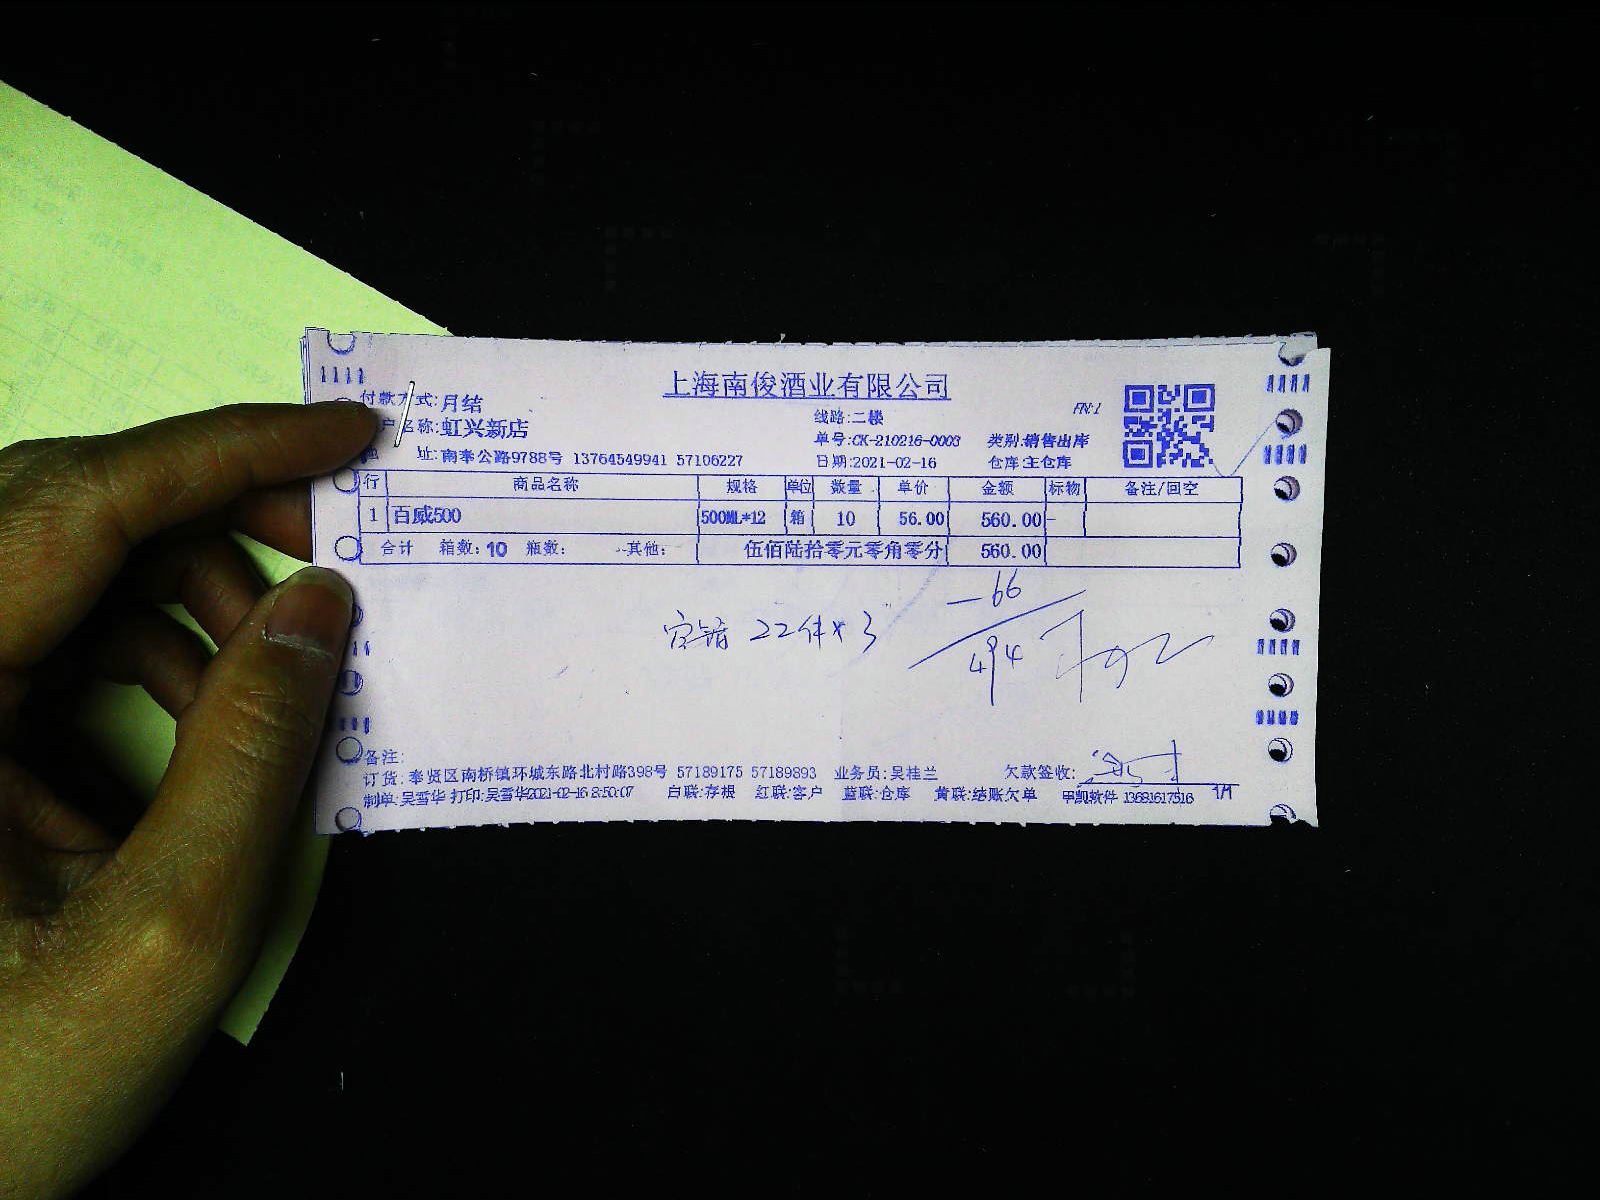 上海南俊酒业有限公司
付款方式:月结
线路:二楼
FN:1
户名称:虹兴新店
单号:CK-210216-0003 类别:销售出库
址:南奉公路9788号 13764549941 57106227
日期:2021-02-16 仓库:主仓库
行 商品名称 规格 单位 数量 单价 金额 标物 备注/回空
1 百威500 500ML*12 箱 10 56.00 560.00 -
合计 箱数:10 瓶数: 其他: 伍佰陆拾零元零角零分 560.00
-66
22件×3
494
备注:
订货:奉贤区南桥镇环城东路北村路398号 57189175 57189893 业务员:吴桂兰 欠款签收:
制单:吴雪华 打印:吴雪华2021-02-16 8:50:07 白联:存根 红联:客户 蓝联:仓库 黄联:结账欠单 甲凯软件 13681617516 1/1